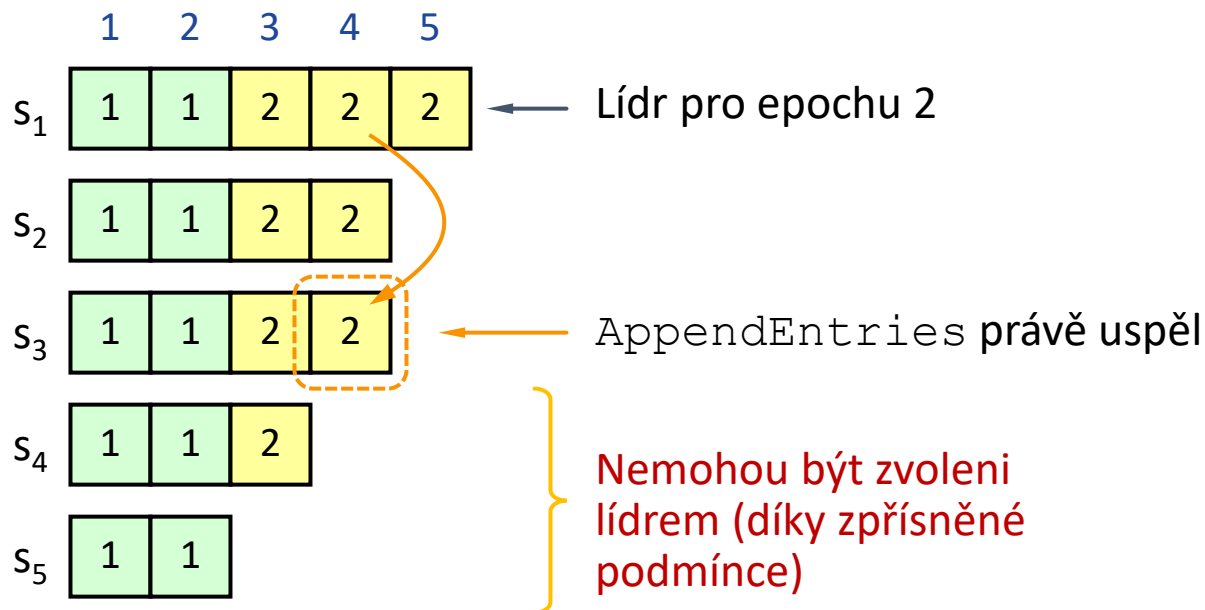 1 2 3 4 5
s1 1 1 2 2 2 Lídr pro epochu 2
s2 1 1 2 2
s3 1 1 2 2 AppendEntries právě uspěl
s4 1 1 2
Nemohou být zvoleni
lídrem (díky zpřísněné
podmínce)
s5 1 1